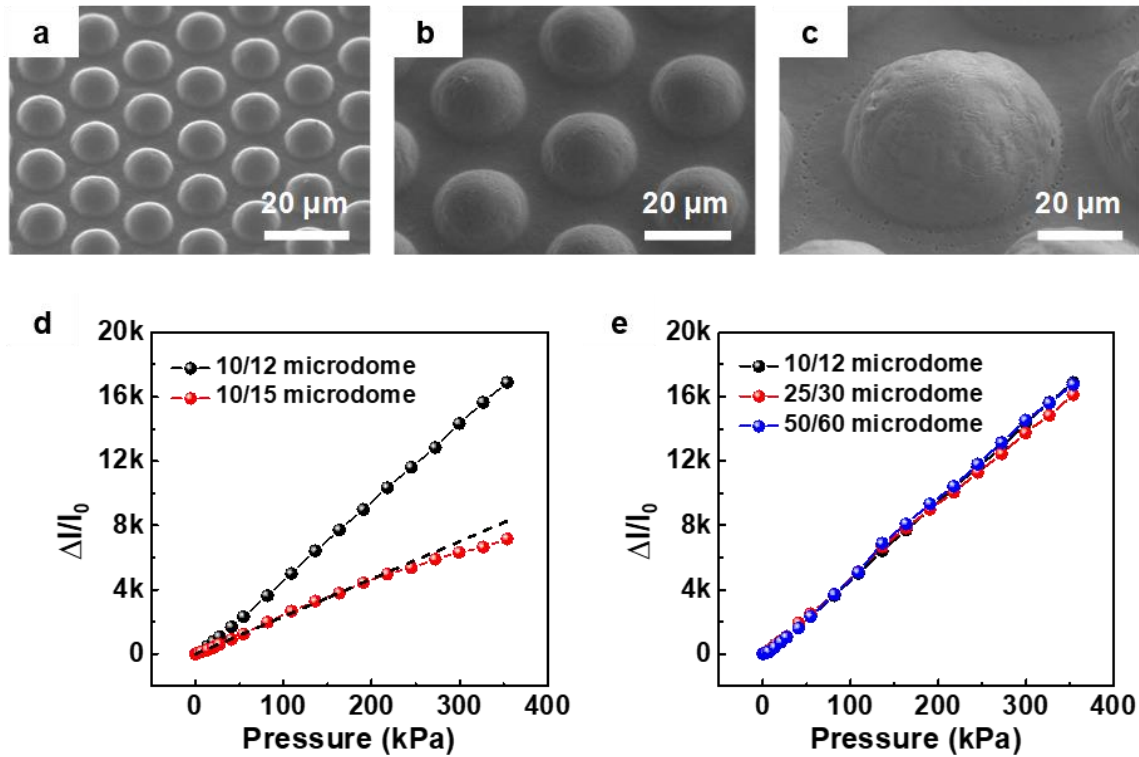 a
b
c
20 µm
20 µm
20 µm
d
e
20k
16k
12k
8k
4k
0
ΔI/I₀
10/12 microdome
10/15 microdome
0
100
200
300
400
Pressure (kPa)
20k
16k
12k
8k
4k
0
ΔI/I₀
10/12 microdome
25/30 microdome
50/60 microdome
0
100
200
300
400
Pressure (kPa)